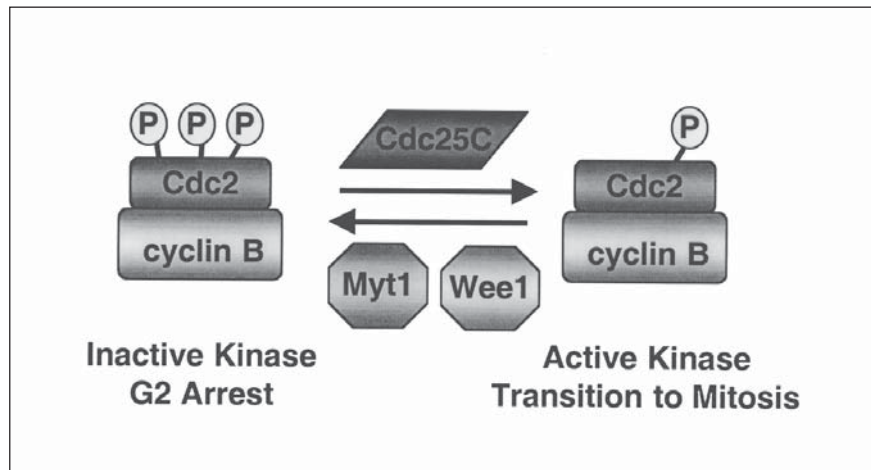 P P P
Cdc2
cyclin B
Inactive Kinase
G2 Arrest
Cdc25C
Myt1 Wee1
P
Cdc2
cyclin B
Active Kinase
Transition to Mitosis